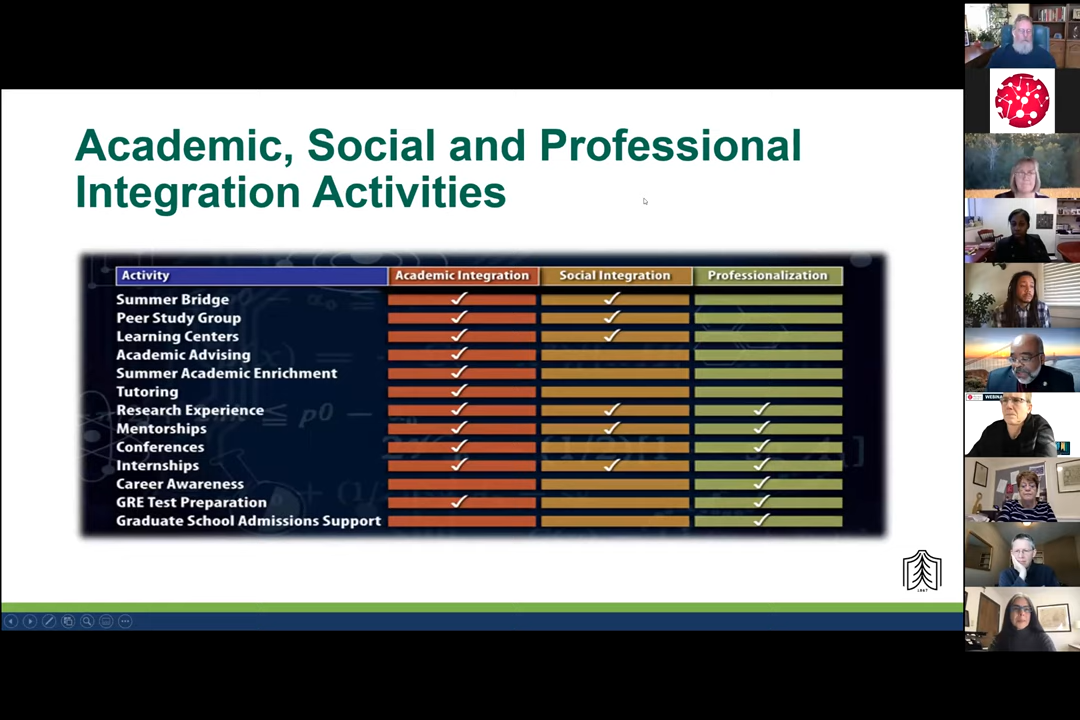 Academic, Social and Professional
Integration Activities
Activity Academic Integration Social Integration Professionalization
Summer Bridge ✓ ✓
Peer Study Group ✓ ✓
Learning Centers ✓ ✓
Academic Advising ✓
Summer Academic Enrichment ✓
Tutoring ✓
Research Experience ✓ ✓ ✓
Mentorships ✓ ✓ ✓
Conferences ✓ ✓
Internships ✓ ✓ ✓
Career Awareness ✓
GRE Test Preparation ✓ ✓
Graduate School Admissions Support ✓
1867
WEBINA